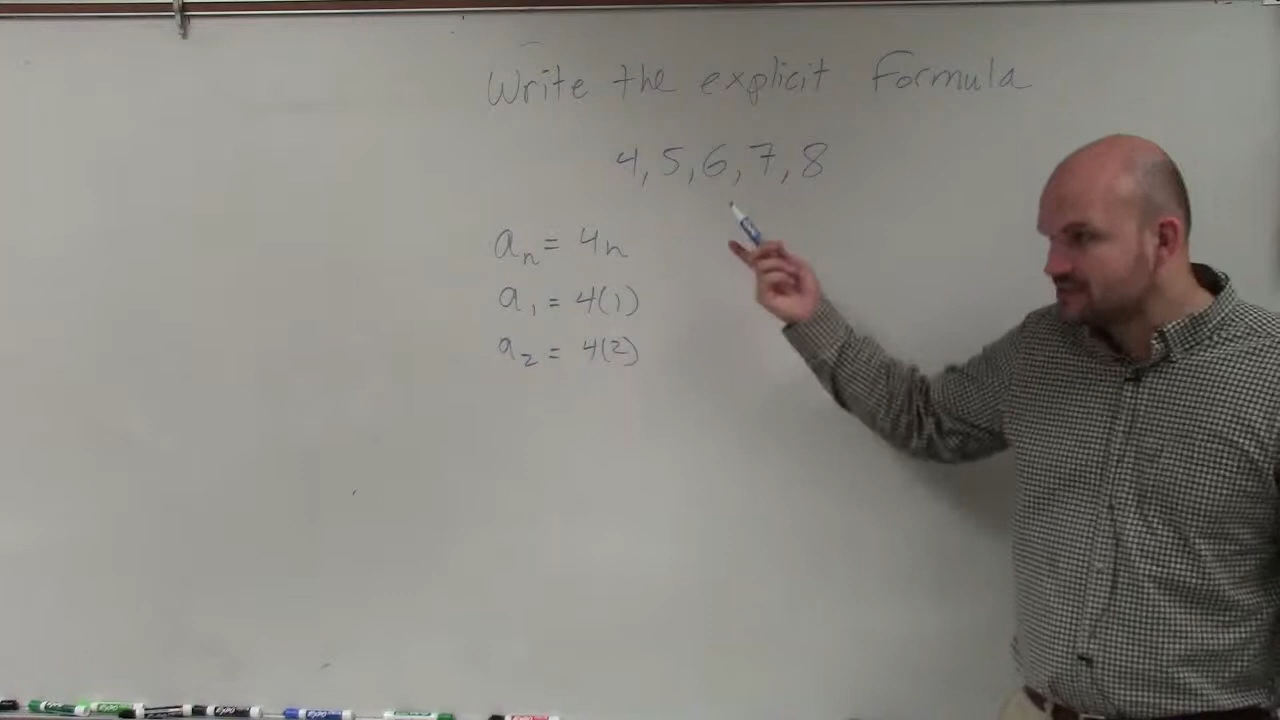 Write the explicit formula
4, 5, 6, 7, 8
aₙ = 4n
a₁ = 4(1)
a₂ = 4(2)